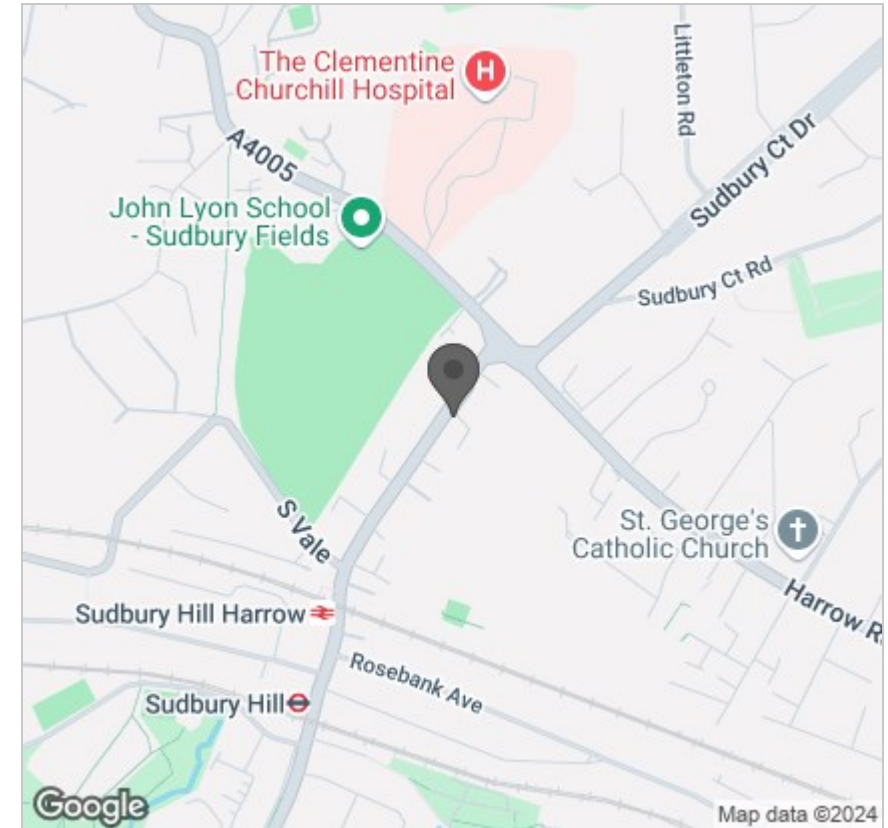 The Clementine
Churchill Hospital
H
Littleton Rd
A4005
Sudbury Ct Dr
John Lyon School
- Sudbury Fields
Sudbury Ct Rd
S Vale
St. George's
Catholic Church
Harrow R
Sudbury Hill Harrow
Rosebank Ave
Sudbury Hill
Google
Map data ©2024